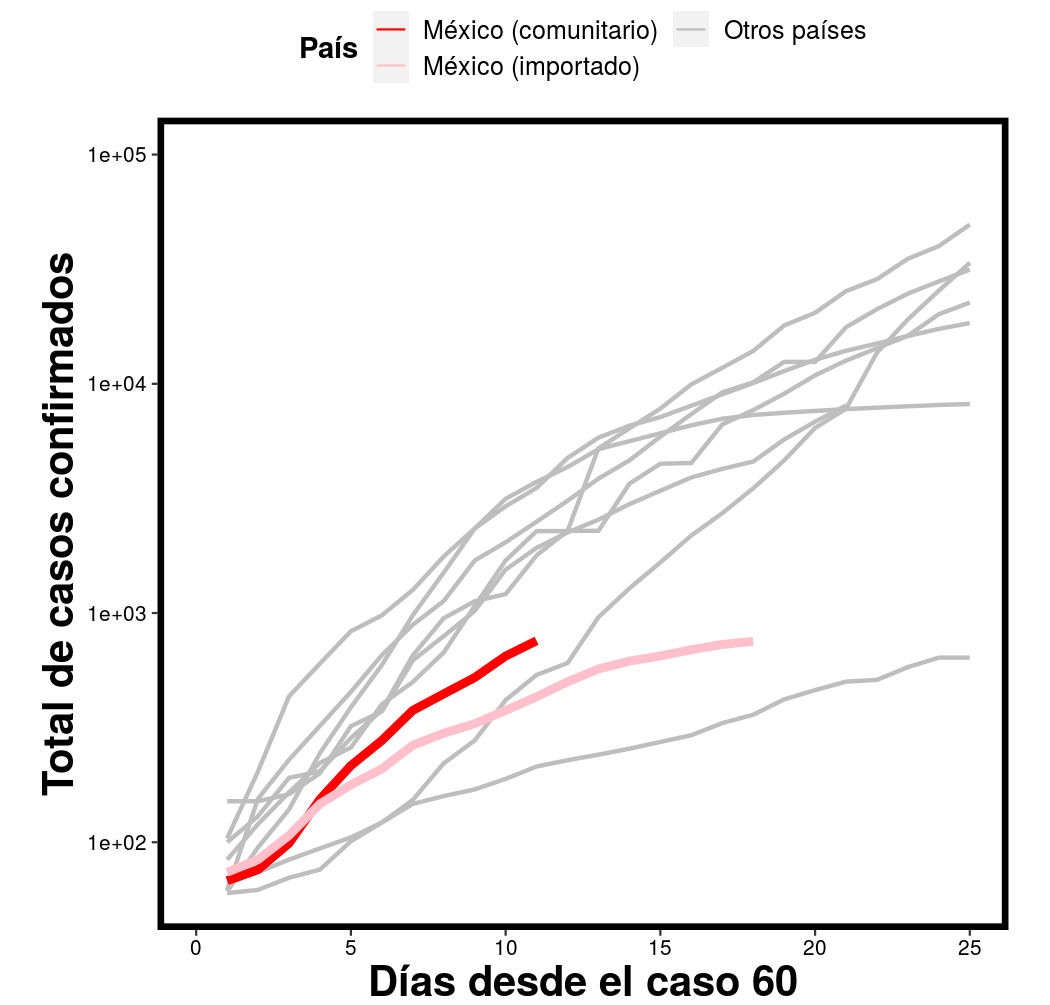 País
México (comunitario)
Otros países
México (importado)
Total de casos confirmados
1e+05
1e+04
1e+03
1e+02
0 5 10 15 20 25
Días desde el caso 60